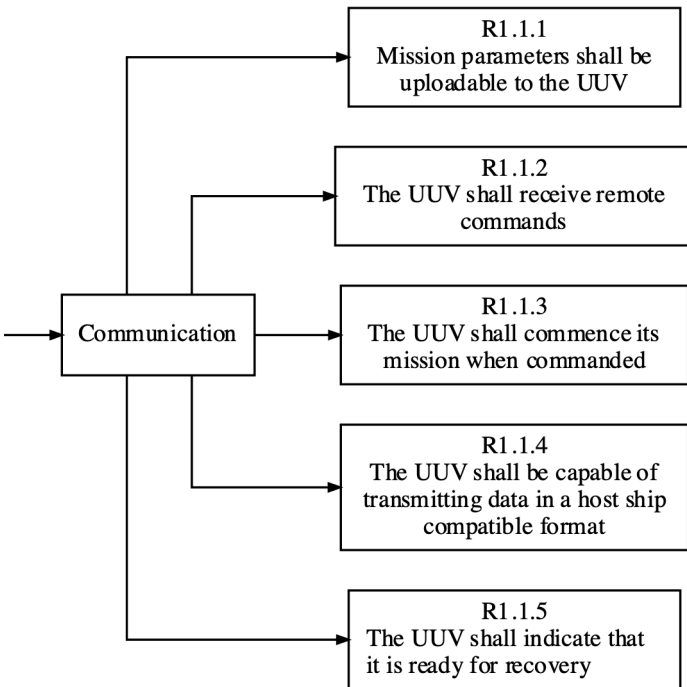 R1.1.1
Mission parameters shall be
uploadable to the UUV
R1.1.2
The UUV shall receive remote
commands
Communication
R1.1.3
The UUV shall commence its
mission when commanded
R1.1.4
The UUV shall be capable of
transmitting data in a host ship
compatible format
R1.1.5
The UUV shall indicate that
it is ready for recovery